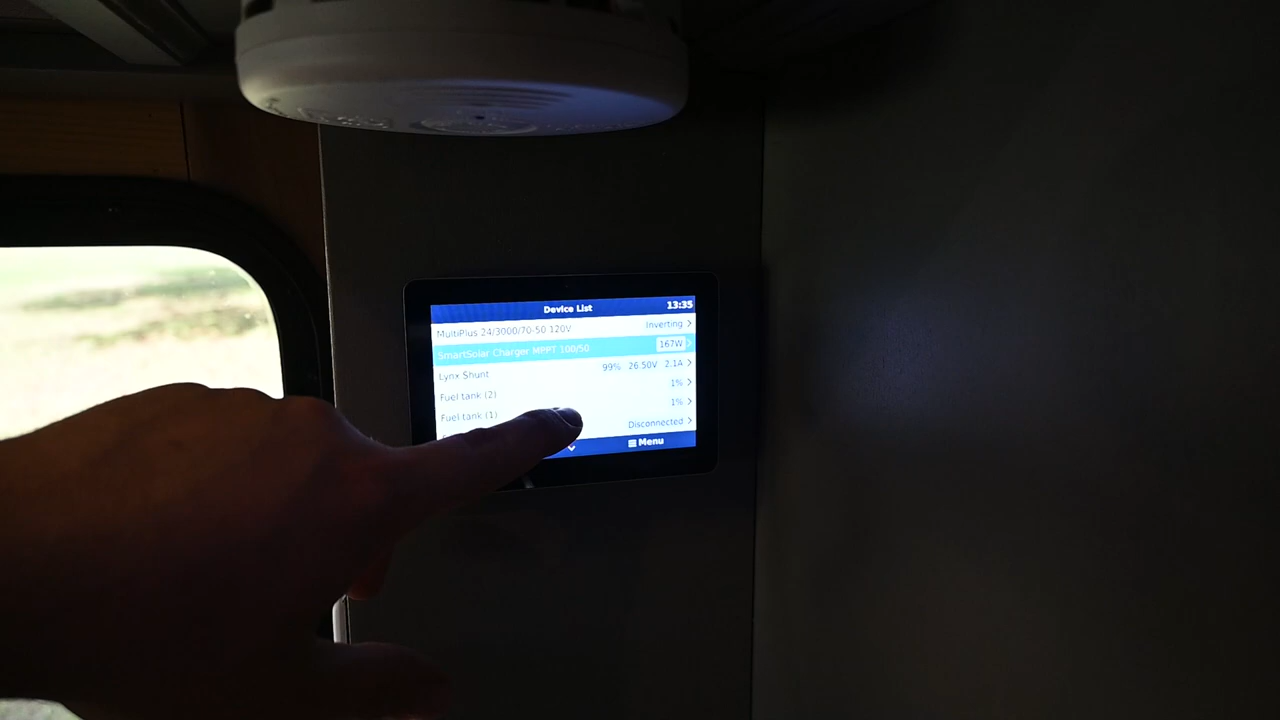 Device List 13:35
MultiPlus 24/3000/70-50 120V Inverting
SmartSolar Charger MPPT 100/50 167W
Lynx Shunt 99% 26.50V 2.1A
Fuel tank (2) 1%
Fuel tank (1) 1%
Disconnected
Menu